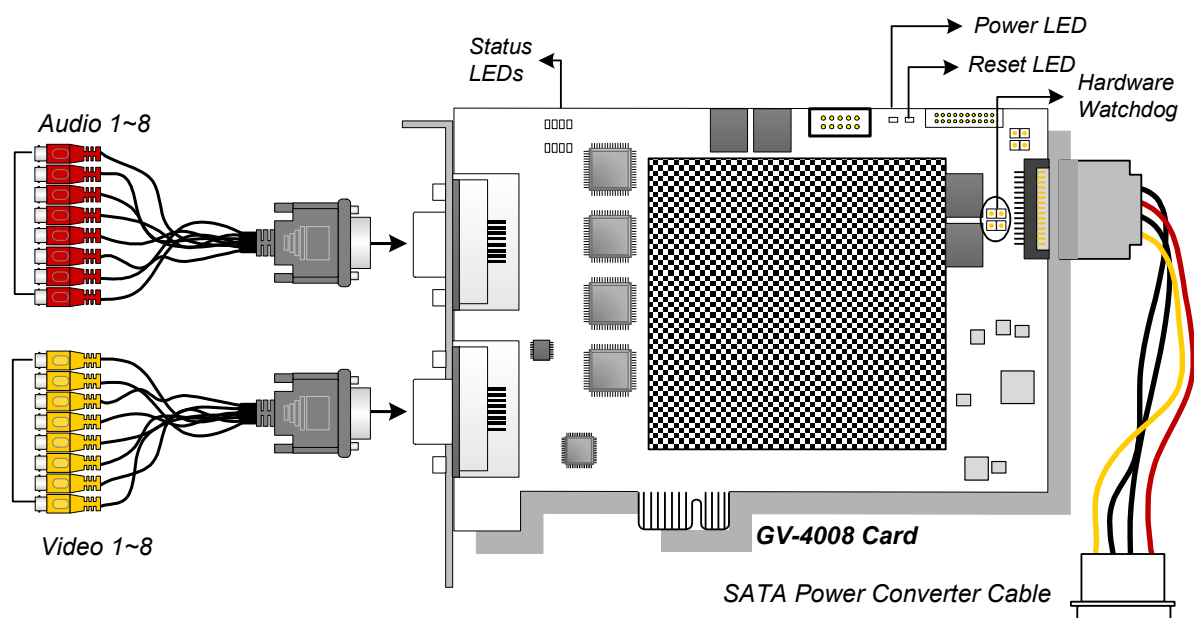 Power LED
Status
LEDs
Reset LED
Hardware
Watchdog
Audio 1~8
Video 1~8
GV-4008 Card
SATA Power Converter Cable